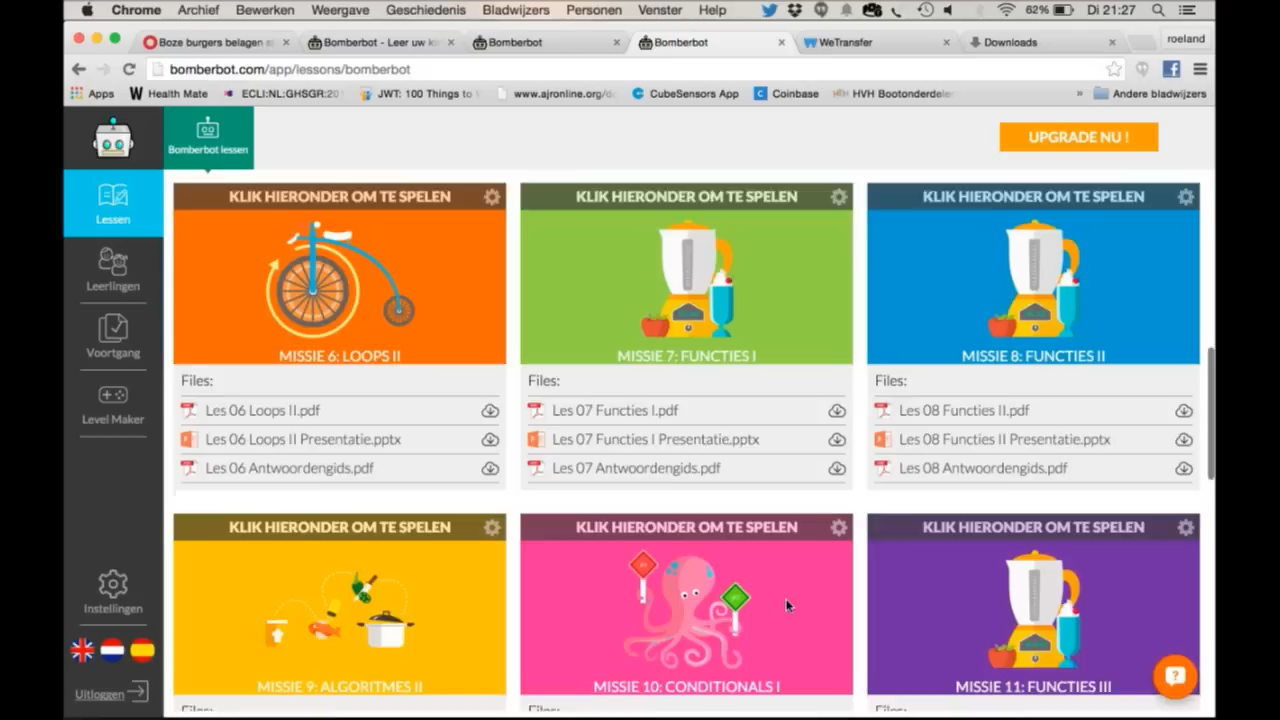 Chrome Archief Bewerken Weergave Geschiedenis Bladwijzers Personen Venster Help 62% Di 21:27
Boze burgers belagen s Bomberbot - Leer uw ki Bomberbot Bomberbot WeTransfer Downloads roeland
bomberbot.com/app/lessons/bomberbot
Apps Health Mate ECLI:NL:GHSGR:20 JWT: 100 Things to www.ajronline.org/d CubeSensors App Coinbase HVH Bootonderdele » Andere bladwijzers
Bomberbot lessen
UPGRADE NU !
Lessen
Leerlingen
Voortgang
Level Maker
Instellingen
Uitloggen
KLIK HIERONDER OM TE SPELEN
MISSIE 6: LOOPS II
Files:
Les 06 Loops II.pdf
Les 06 Loops II Presentatie.pptx
Les 06 Antwoordengids.pdf
KLIK HIERONDER OM TE SPELEN
MISSIE 7: FUNCTIES I
Files:
Les 07 Functies I.pdf
Les 07 Functies I Presentatie.pptx
Les 07 Antwoordengids.pdf
KLIK HIERONDER OM TE SPELEN
MISSIE 8: FUNCTIES II
Files:
Les 08 Functies II.pdf
Les 08 Functies II Presentatie.pptx
Les 08 Antwoordengids.pdf
KLIK HIERONDER OM TE SPELEN
MISSIE 9: ALGORITMES II
Files:
KLIK HIERONDER OM TE SPELEN
MISSIE 10: CONDITIONALS I
Files:
KLIK HIERONDER OM TE SPELEN
MISSIE 11: FUNCTIES III
Files: